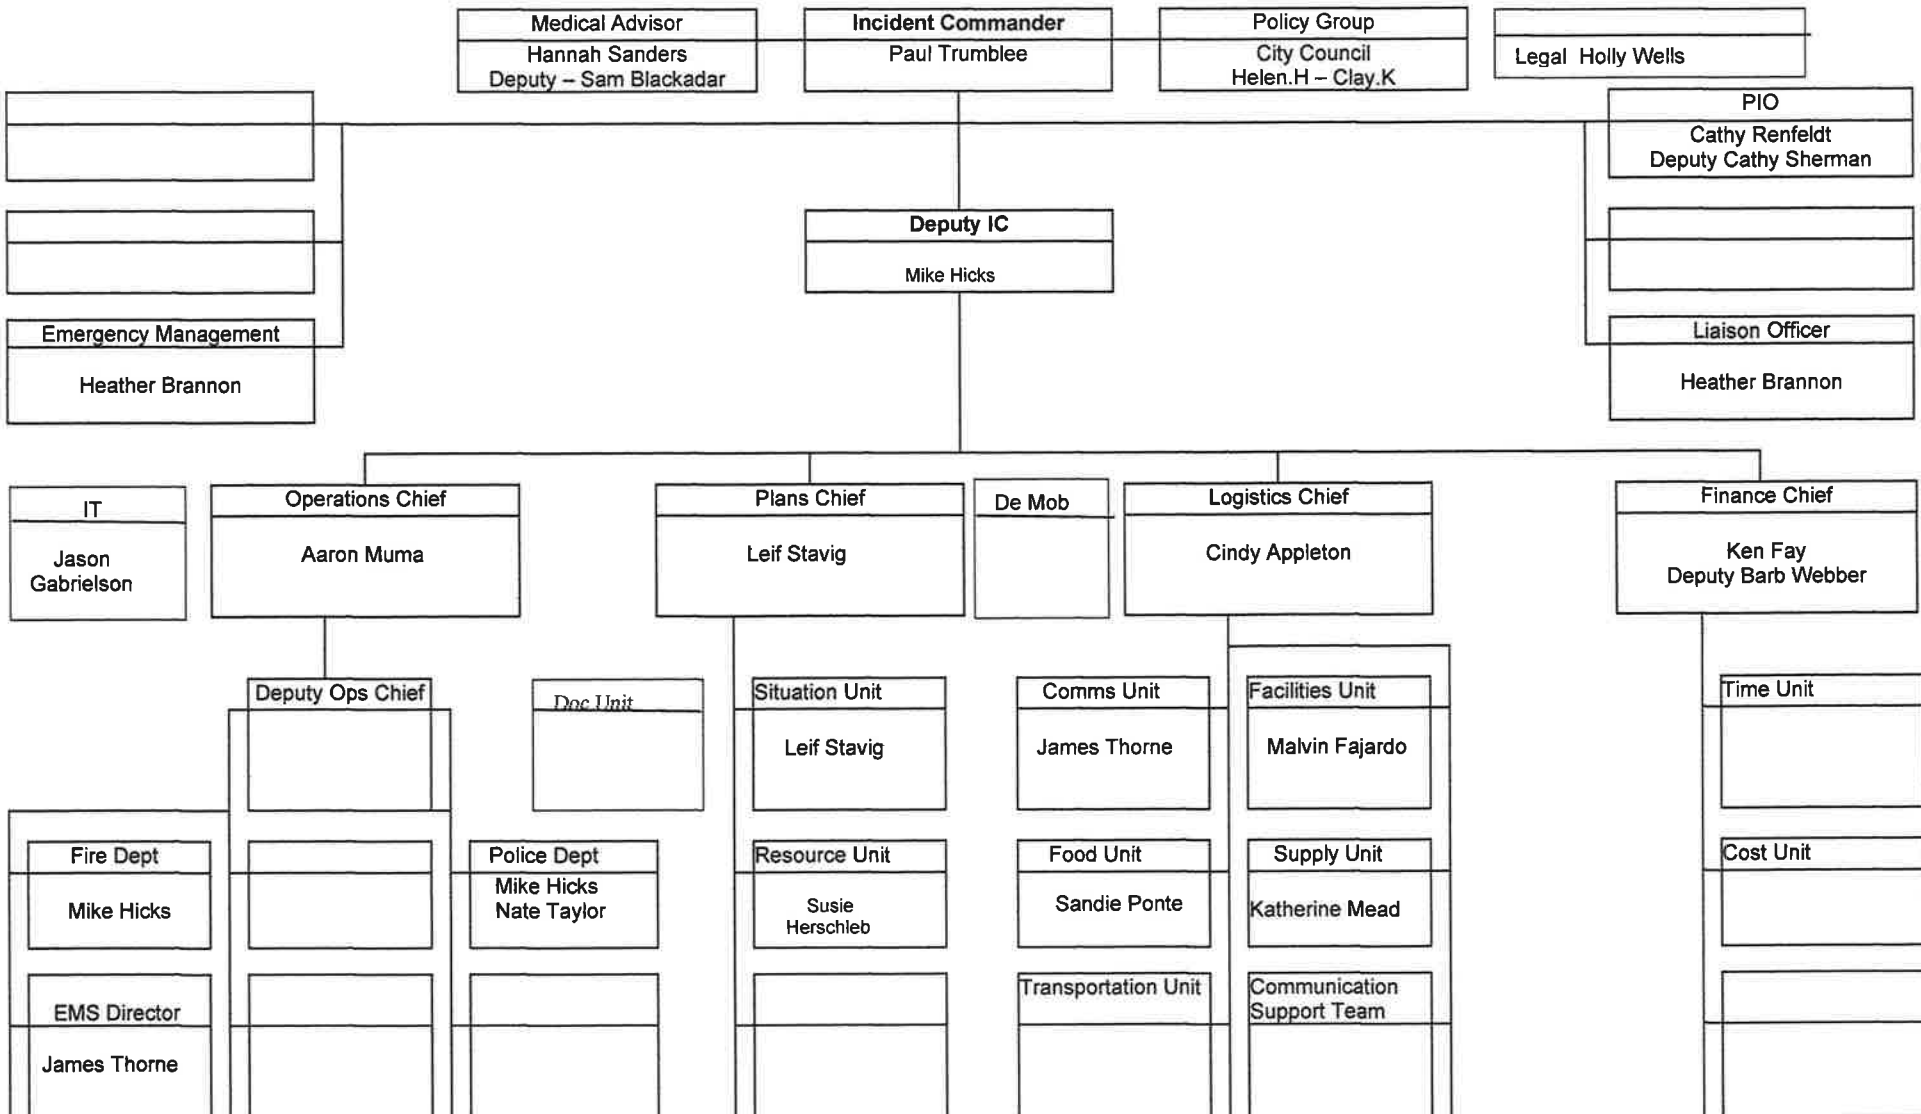 Medical Advisor
Hannah Sanders
Deputy – Sam Blackadar
Incident Commander
Paul Trumblee
Policy Group
City Council
Helen.H – Clay.K
Legal Holly Wells
PIO
Cathy Renfeldt
Deputy Cathy Sherman
Deputy IC
Mike Hicks
Emergency Management
Heather Brannon
Liaison Officer
Heather Brannon
IT
Jason
Gabrielson
Operations Chief
Aaron Muma
Plans Chief
Leif Stavig
De Mob
Logistics Chief
Cindy Appleton
Finance Chief
Ken Fay
Deputy Barb Webber
Deputy Ops Chief
Doc Unit
Situation Unit
Leif Stavig
Comms Unit
James Thorne
Facilities Unit
Malvin Fajardo
Time Unit
Fire Dept
Mike Hicks
Police Dept
Mike Hicks
Nate Taylor
Resource Unit
Susie
Herschleb
Food Unit
Sandie Ponte
Supply Unit
Katherine Mead
Cost Unit
EMS Director
James Thorne
Transportation Unit
Communication
Support Team